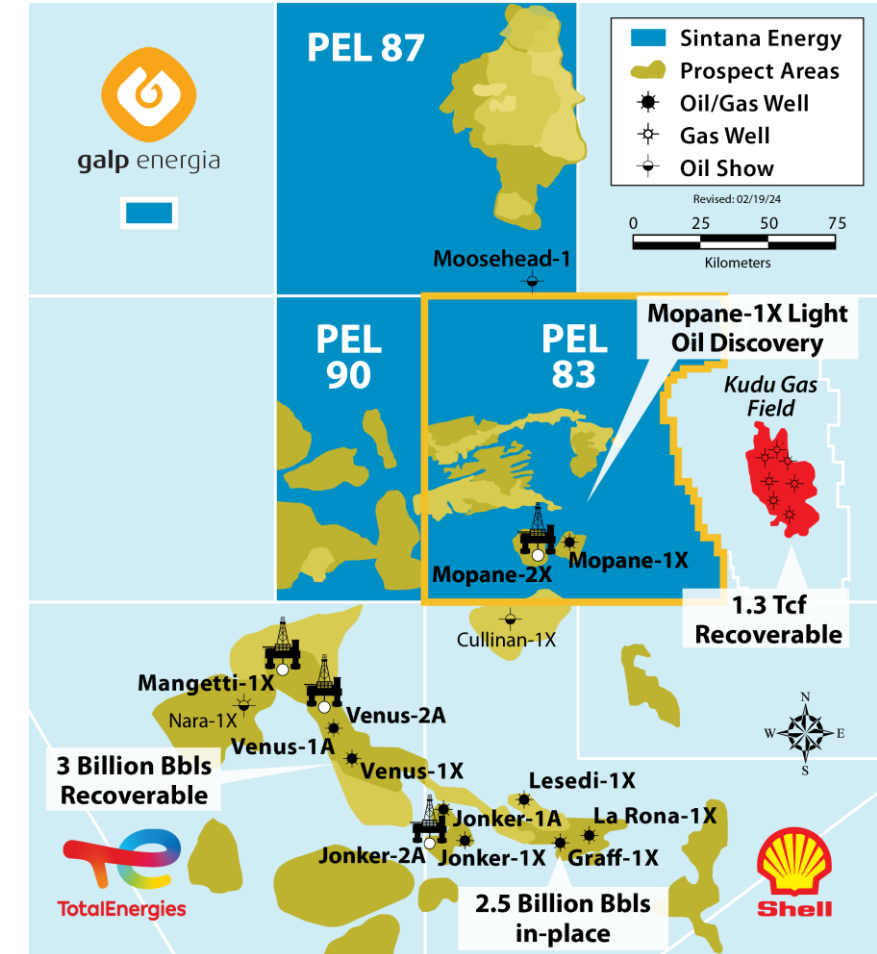 PEL 87
galp energia
Sintana Energy
Prospect Areas
Oil/Gas Well
Gas Well
Oil Show
Revised: 02/19/24
0 25 50 75
Kilometers
Moosehead-1
Mopane-1X Light
Oil Discovery
PEL
90
PEL
83
Kudu Gas
Field
Mopane-2X
Mopane-1X
1.3 Tcf
Recoverable
Cullinan-1X
Mangetti-1X
Nara-1X
Venus-2A
Venus-1A
Venus-1X
3 Billion Bbls
Recoverable
N
W E
S
Lesedi-1X
Jonker-1A
La Rona-1X
Jonker-2A
Jonker-1X
Graff-1X
2.5 Billion Bbls
in-place
TotalEnergies
Shell